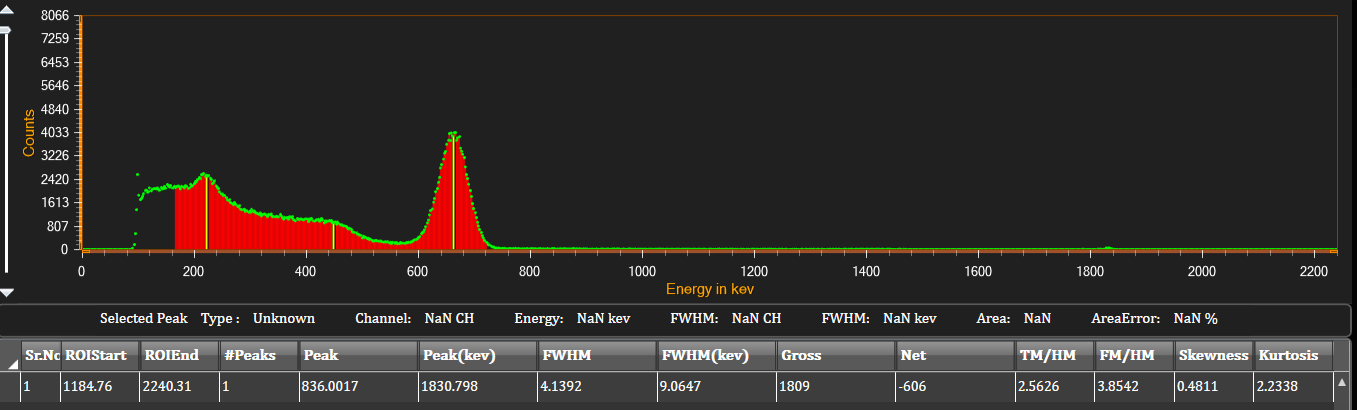 8066
7259
6453
5646
4840
4033
3226
2420
1613
807
0
Counts
0 200 400 600 800 1000 1200 1400 1600 1800 2000 2200
Energy in kev
Selected Peak Type : Unknown Channel: NaN CH Energy: NaN kev FWHM: NaN CH FWHM: NaN kev Area: NaN AreaError: NaN %
Sr.No ROIStart ROIEnd #Peaks Peak Peak(kev) FWHM FWHM(kev) Gross Net TM/HM FM/HM Skewness Kurtosis
1 1184.76 2240.31 1 836.0017 1830.798 4.1392 9.0647 1809 -606 2.5626 3.8542 0.4811 2.2338